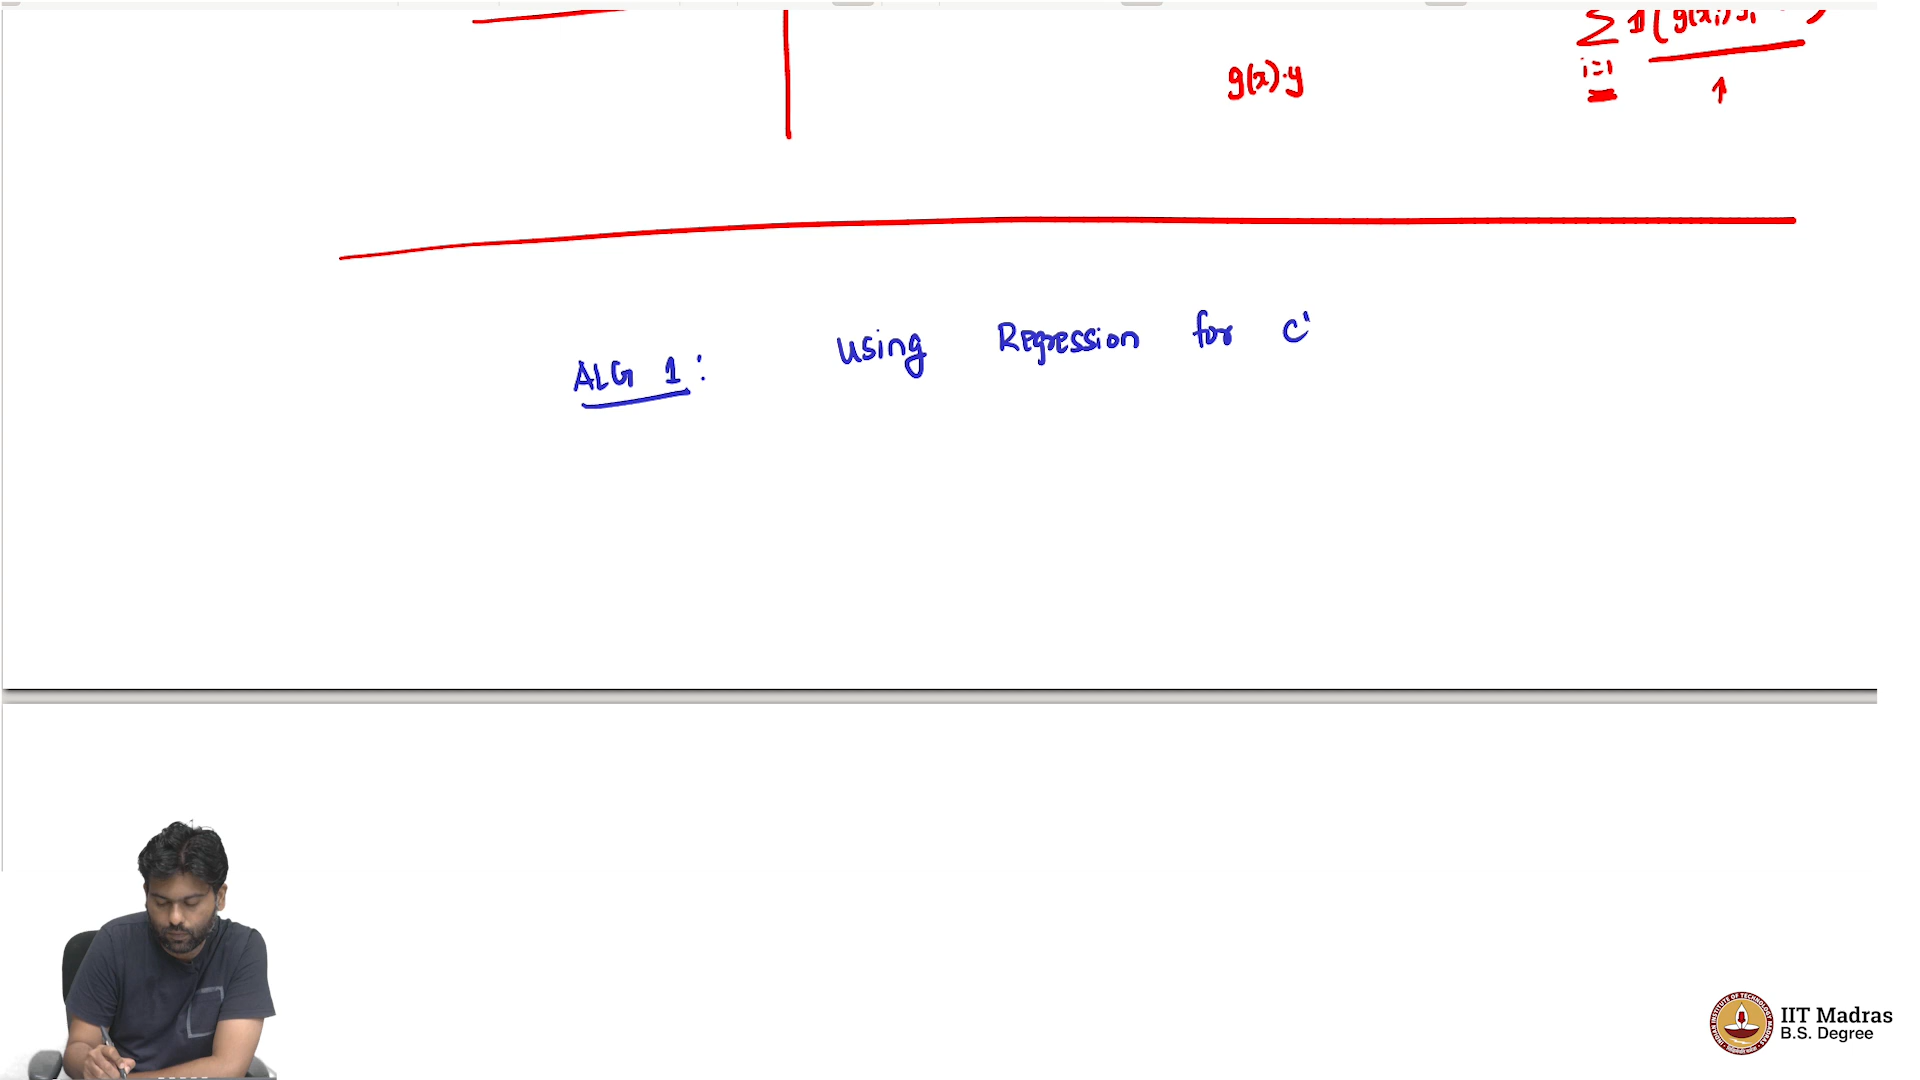 i=1
g(x)·y
ALG 1: Using Regression for C
IIT Madras
B.S. Degree